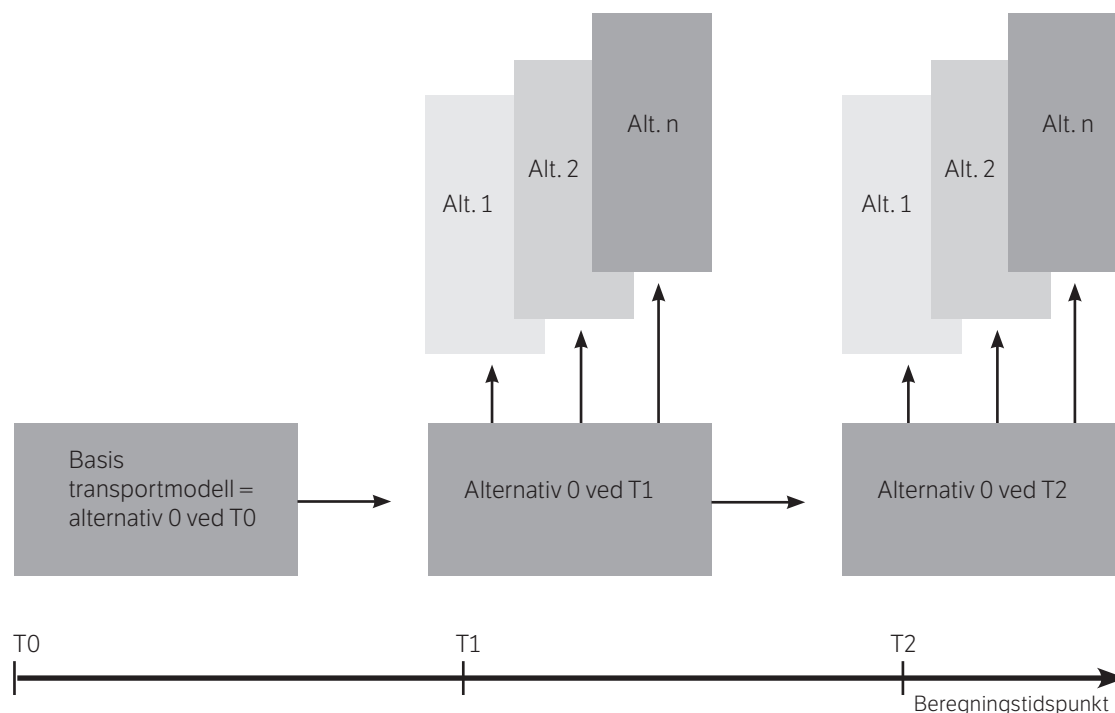 Alt. n
Alt. 2
Alt. 1
Alt. n
Alt. 2
Alt. 1
Basis
transportmodell =
alternativ 0 ved T0
Alternativ 0 ved T1
Alternativ 0 ved T2
T0
T1
T2
Beregningstidspunkt